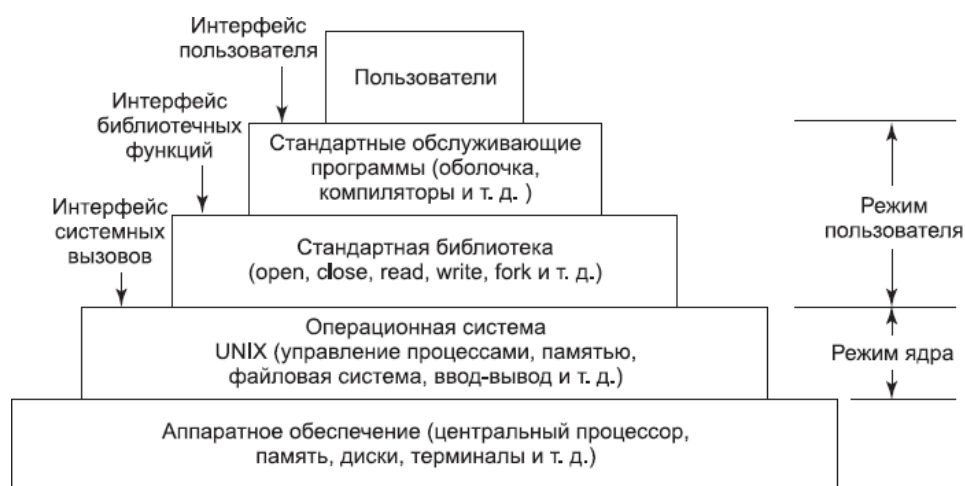 Интерфейс
пользователя
Пользователи
Интерфейс
библиотечных
функций
Стандартные обслуживающие
программы (оболочка,
компиляторы и т. д. )
Интерфейс
системных
вызовов
Стандартная библиотека
(open, close, read, write, fork и т. д.)
Режим
пользователя
Операционная система
UNIX (управление процессами, памятью,
файловая система, ввод-вывод и т. д.)
Режим ядра
Аппаратное обеспечение (центральный процессор,
память, диски, терминалы и т. д.)